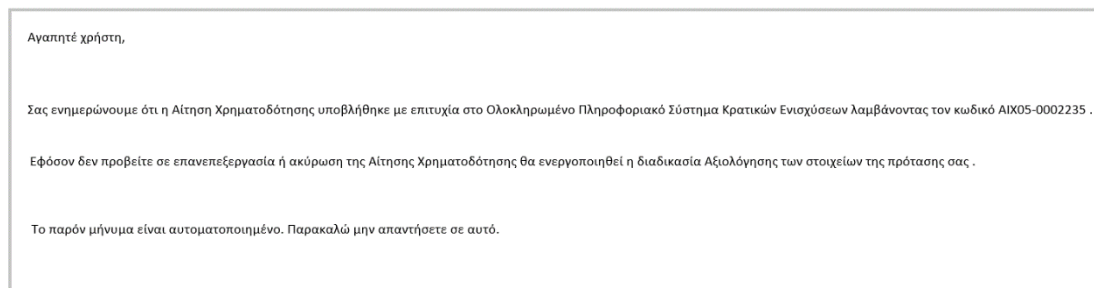 Αγαπητέ χρήστη,
Σας ενημερώνουμε ότι η Αίτηση Χρηματοδότησης υποβλήθηκε με επιτυχία στο Ολοκληρωμένο Πληροφοριακό Σύστημα Κρατικών Ενισχύσεων λαμβάνοντας τον κωδικό ΑΙΧ05-0002235 .
Εφόσον δεν προβείτε σε επανεπεξεργασία ή ακύρωση της Αίτησης Χρηματοδότησης θα ενεργοποιηθεί η διαδικασία Αξιολόγησης των στοιχείων της πρότασης σας .
Το παρόν μήνυμα είναι αυτοματοποιημένο. Παρακαλώ μην απαντήσετε σε αυτό.